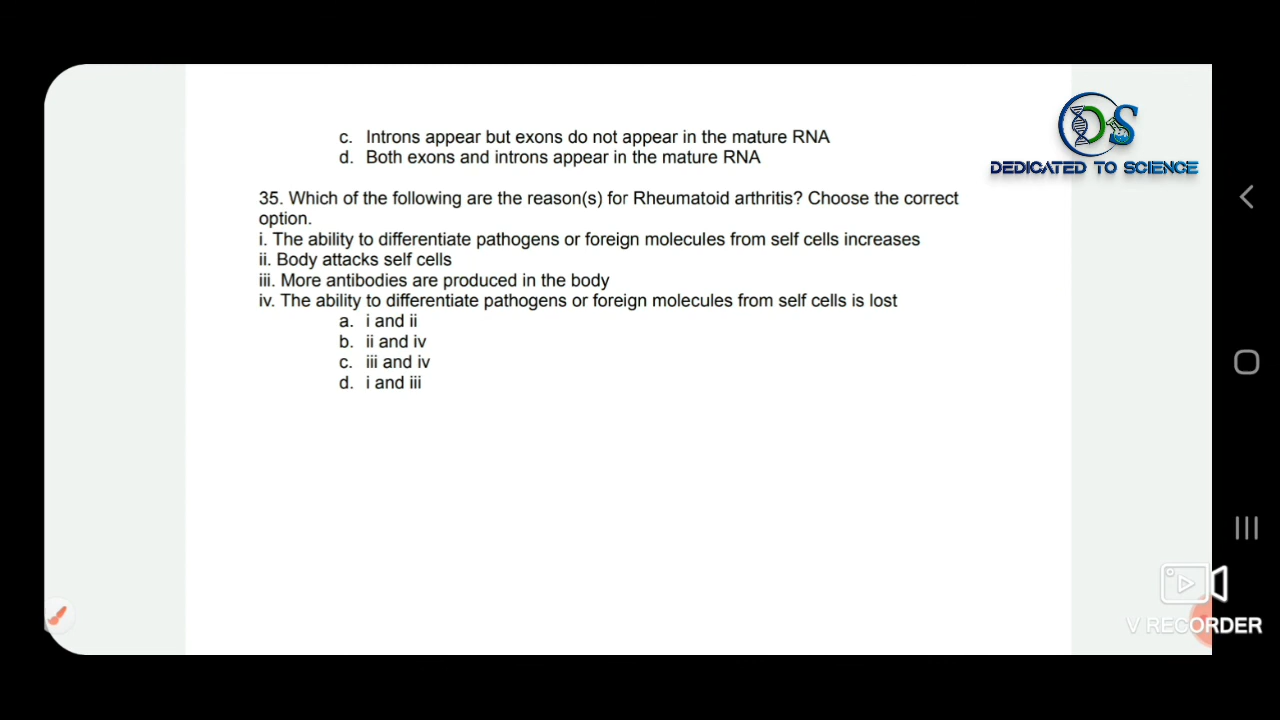 c. Introns appear but exons do not appear in the mature RNA
d. Both exons and introns appear in the mature RNA
DS
DEDICATED TO SCIENCE
35. Which of the following are the reason(s) for Rheumatoid arthritis? Choose the correct
option.
i. The ability to differentiate pathogens or foreign molecules from self cells increases
ii. Body attacks self cells
iii. More antibodies are produced in the body
iv. The ability to differentiate pathogens or foreign molecules from self cells is lost
a. i and ii
b. ii and iv
c. iii and iv
d. i and iii
V RECORDER